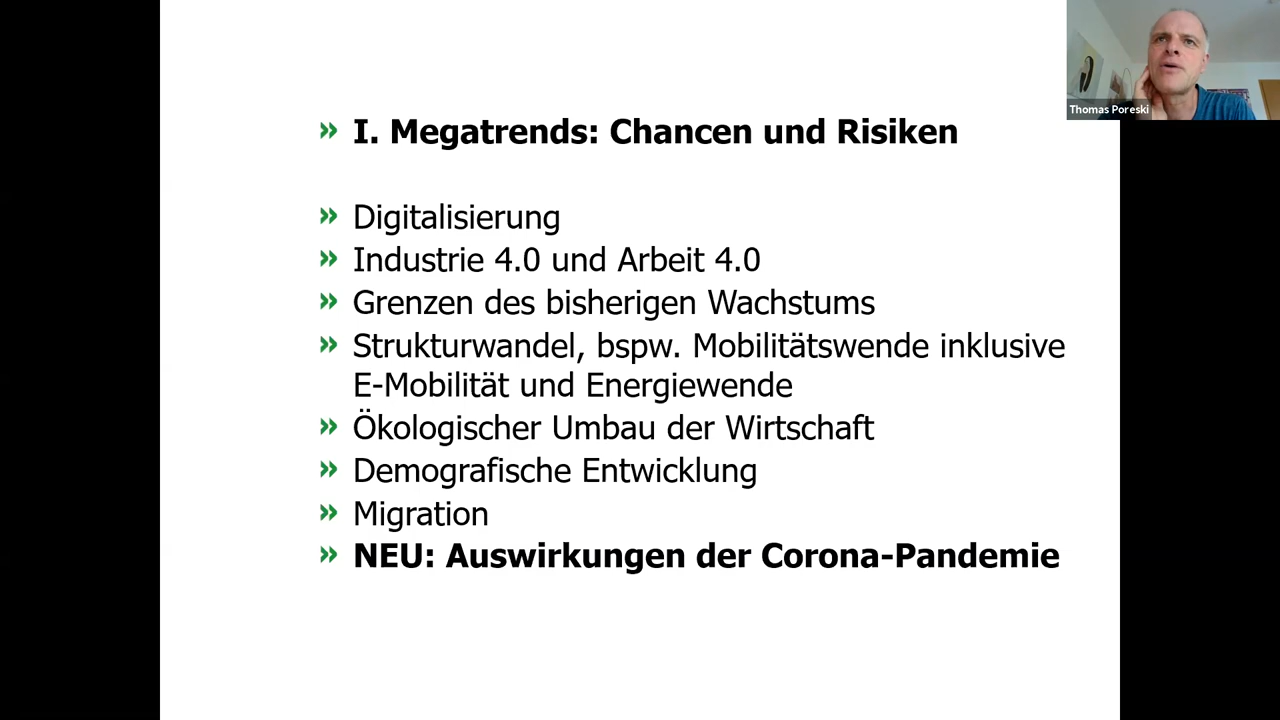 » I. Megatrends: Chancen und Risiken
Thomas Poreski
» Digitalisierung
» Industrie 4.0 und Arbeit 4.0
» Grenzen des bisherigen Wachstums
» Strukturwandel, bspw. Mobilitätswende inklusive
E-Mobilität und Energiewende
» Ökologischer Umbau der Wirtschaft
» Demografische Entwicklung
» Migration
» NEU: Auswirkungen der Corona-Pandemie